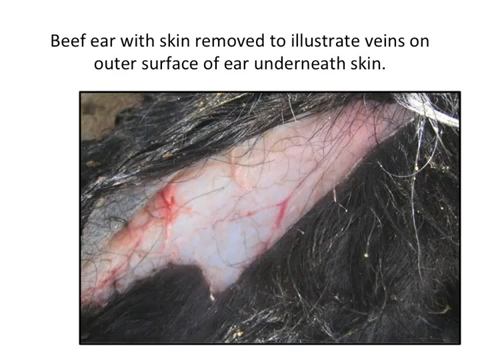 Beef ear with skin removed to illustrate veins on
outer surface of ear underneath skin.